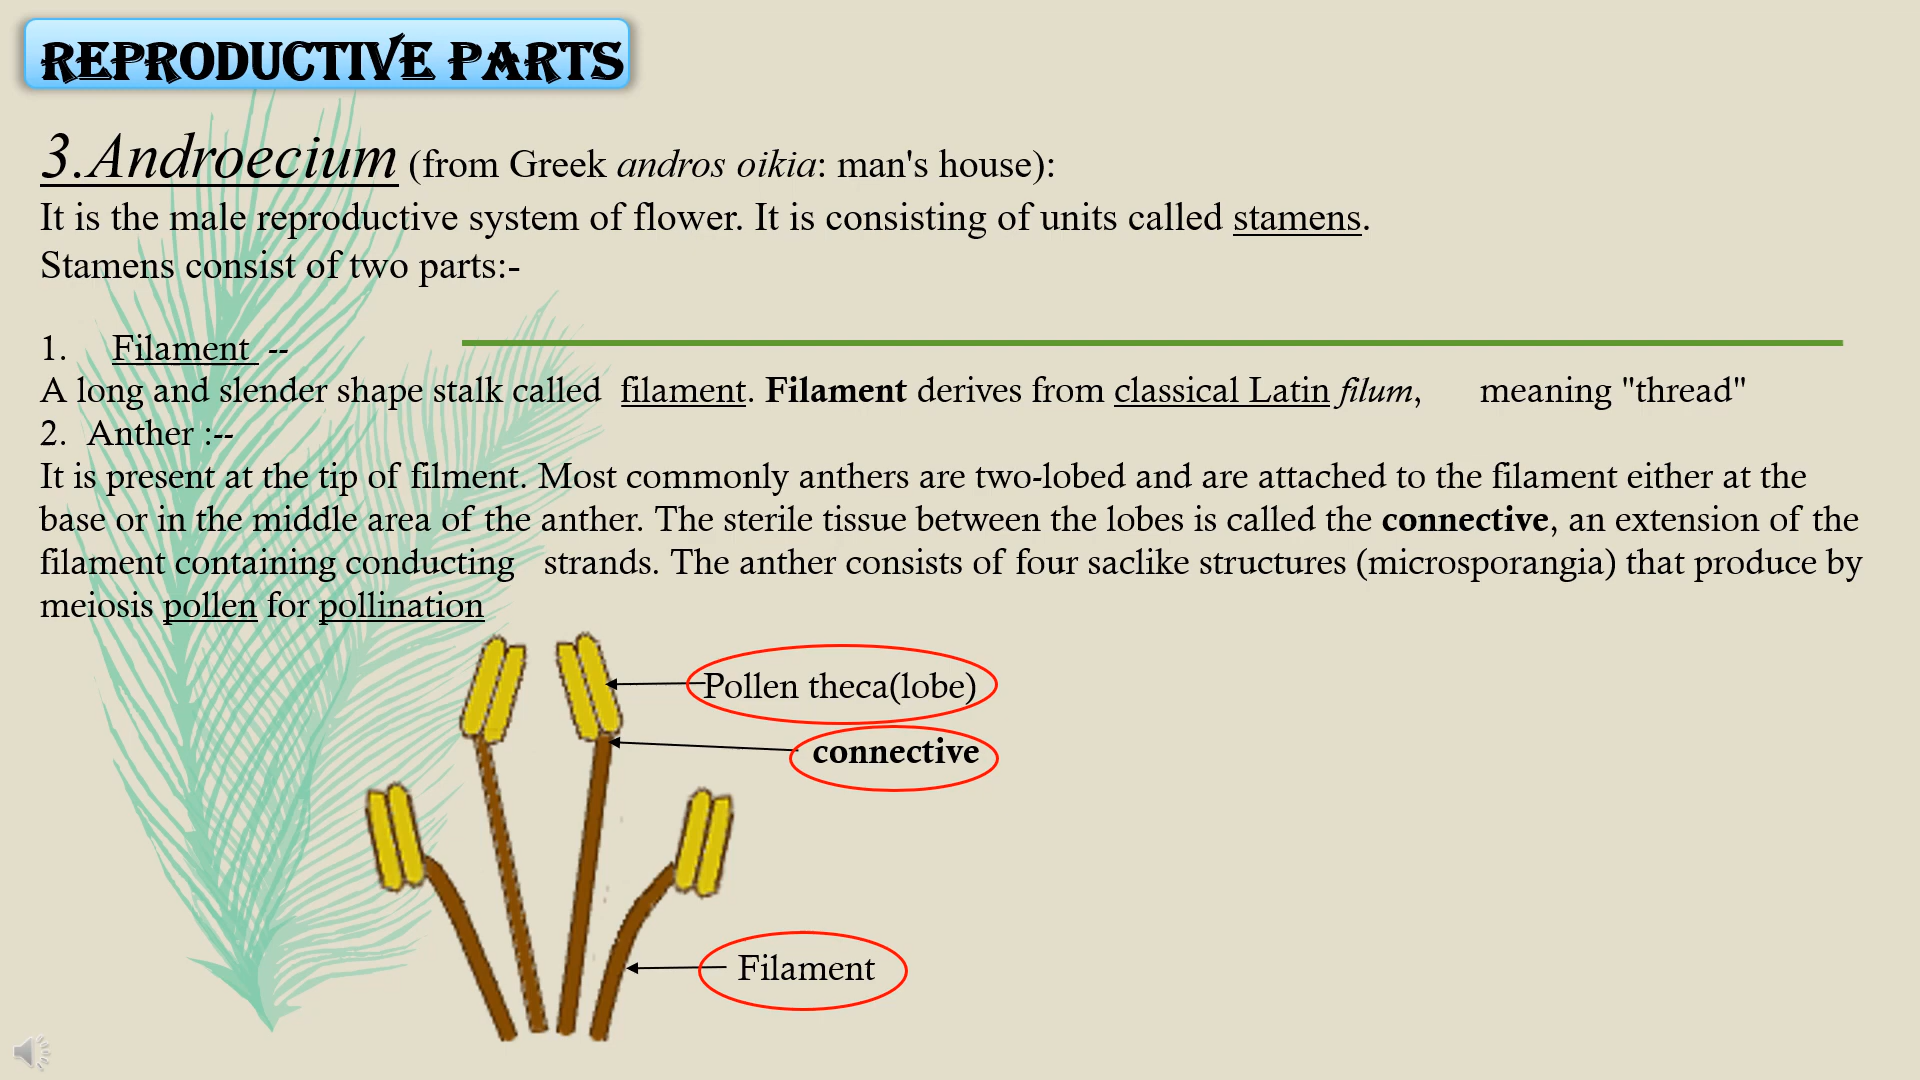 REPRODUCTIVE PARTS
3.Androecium (from Greek andros oikia: man's house):
It is the male reproductive system of flower. It is consisting of units called stamens.
Stamens consist of two parts:-
1. Filament --
A long and slender shape stalk called filament. Filament derives from classical Latin filum, meaning "thread"
2. Anther :--
It is present at the tip of filment. Most commonly anthers are two-lobed and are attached to the filament either at the
base or in the middle area of the anther. The sterile tissue between the lobes is called the connective, an extension of the
filament containing conducting strands. The anther consists of four saclike structures (microsporangia) that produce by
meiosis pollen for pollination
Pollen theca(lobe)
connective
Filament